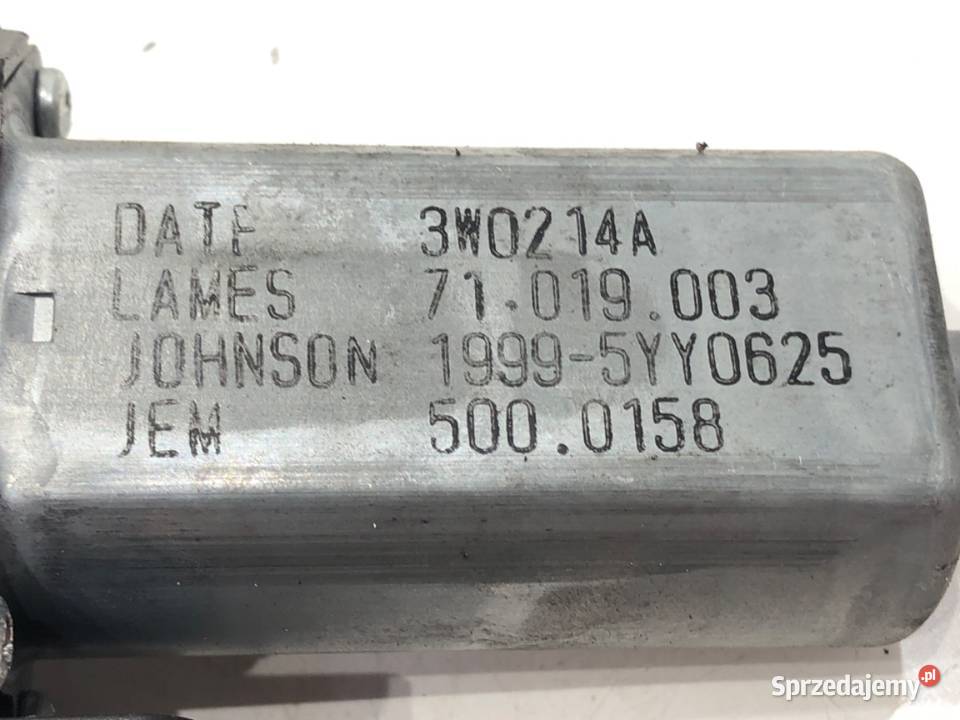 DATE 3W0214A
LAMES 71.019.003
JOHNSON 1999-5YY0625
JEM 500.0158
Sprzedajemy.pl